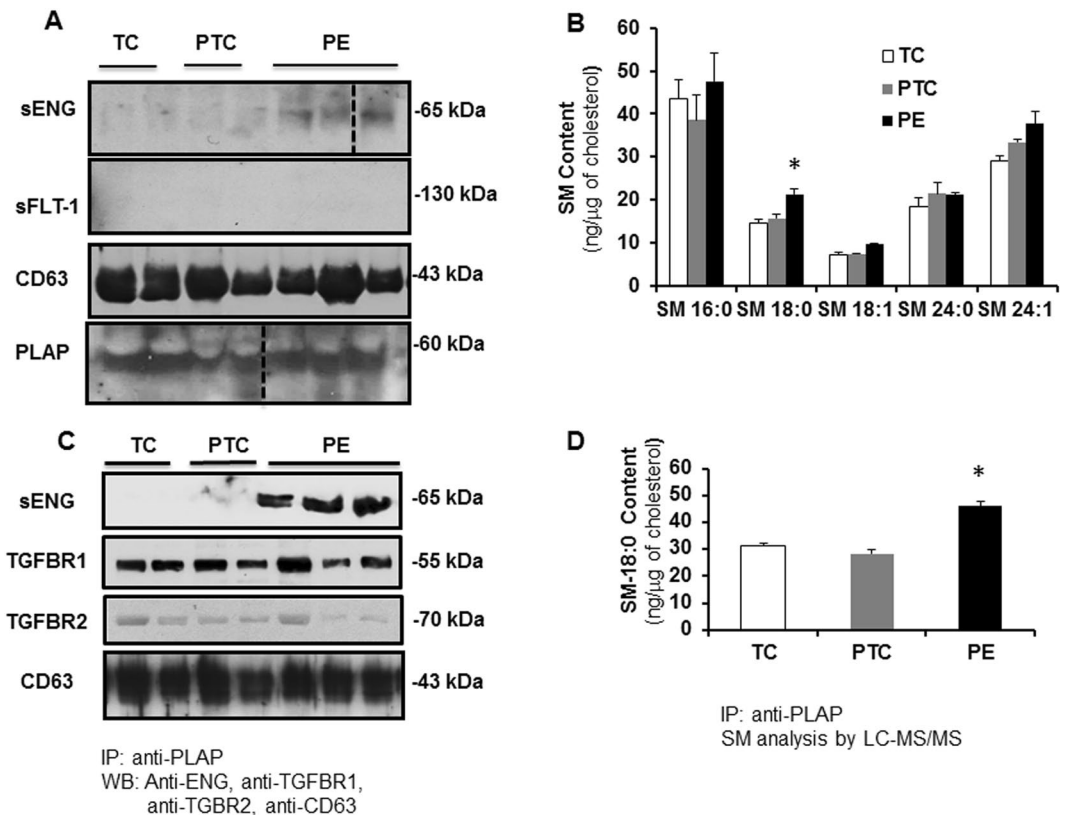 A
TC PTC PE
sENG -65 kDa
sFLT-1 -130 kDa
CD63 -43 kDa
PLAP -60 kDa
B
60
50
40
30
20
10
0
SM Content
(ng/µg of cholesterol)
TC
PTC
PE
*
SM 16:0 SM 18:0 SM 18:1 SM 24:0 SM 24:1
C
TC PTC PE
sENG -65 kDa
TGFBR1 -55 kDa
TGFBR2 -70 kDa
CD63 -43 kDa
IP: anti-PLAP
WB: Anti-ENG, anti-TGFBR1,
anti-TGBR2, anti-CD63
D
60
50
40
30
20
10
0
SM-18:0 Content
(ng/µg of cholesterol)
*
TC PTC PE
IP: anti-PLAP
SM analysis by LC-MS/MS